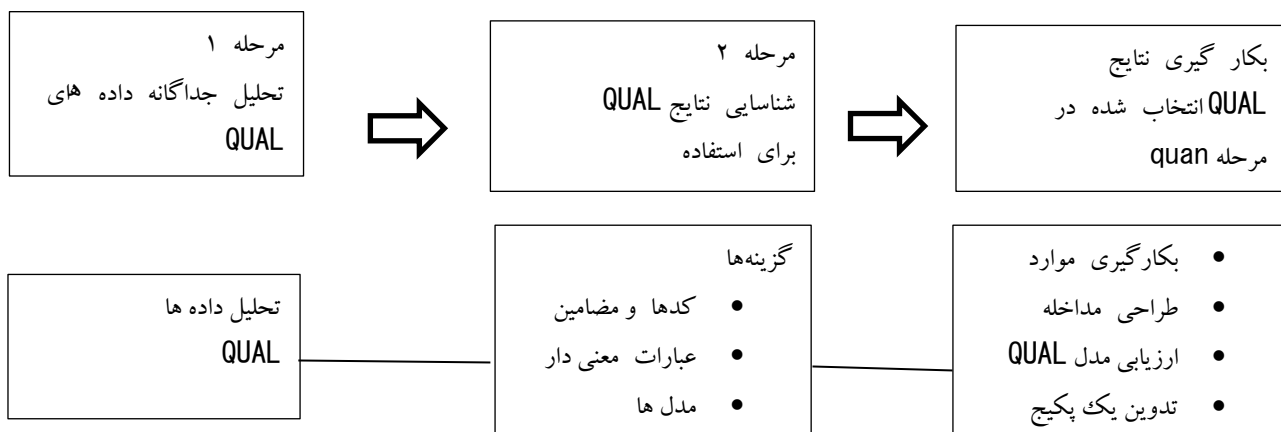 مرحله ۱
تحلیل جداگانه داده های
QUAL
مرحله ۲
شناسایی نتایج QUAL
برای استفاده
بکار گیری نتایج
QUAL انتخاب شده در
مرحله quan
تحلیل داده ها
QUAL
گزینه‌ها
• کدها و مضامین
• عبارات معنی دار
• مدل ها
• بکارگیری موارد
• طراحی مداخله
• ارزیابی مدل QUAL
• تدوین یک پکیج